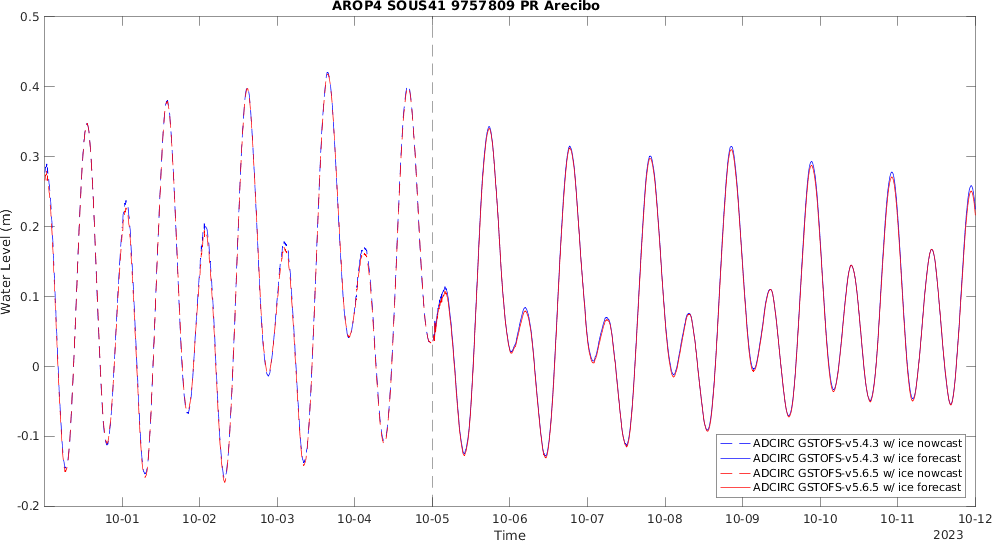 AROP4 SOUS41 9757809 PR Arecibo
0.5
0.4
0.3
0.2
0.1
0
-0.1
-0.2
Water Level (m)
ADCIRC GSTOFS-v5.4.3 w/ ice nowcast
ADCIRC GSTOFS-v5.4.3 w/ ice forecast
ADCIRC GSTOFS-v5.6.5 w/ ice nowcast
ADCIRC GSTOFS-v5.6.5 w/ ice forecast
10-01 10-02 10-03 10-04 10-05 10-06 10-07 10-08 10-09 10-10 10-11 10-12
Time
2023